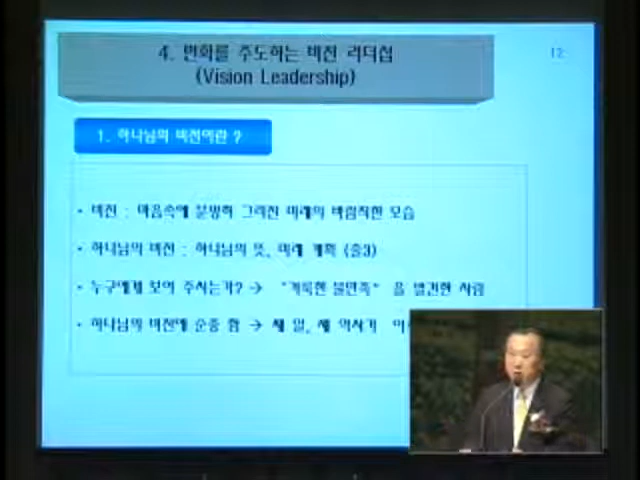 4. 변화를 주도하는 비전 리더십
(Vision Leadership)
12
1. 하나님의 비전이란 ?
• 비전 : 마음속에 분명히 그려진 미래의 바람직한 모습
• 하나님의 비전 : 하나님의 뜻, 미래 계획 (출3)
• 누구에게 보여 주시는가? → "거룩한 불만족" 을 발견한 사람
• 하나님의 비전에 순종 함 → 새 일, 새 역사가